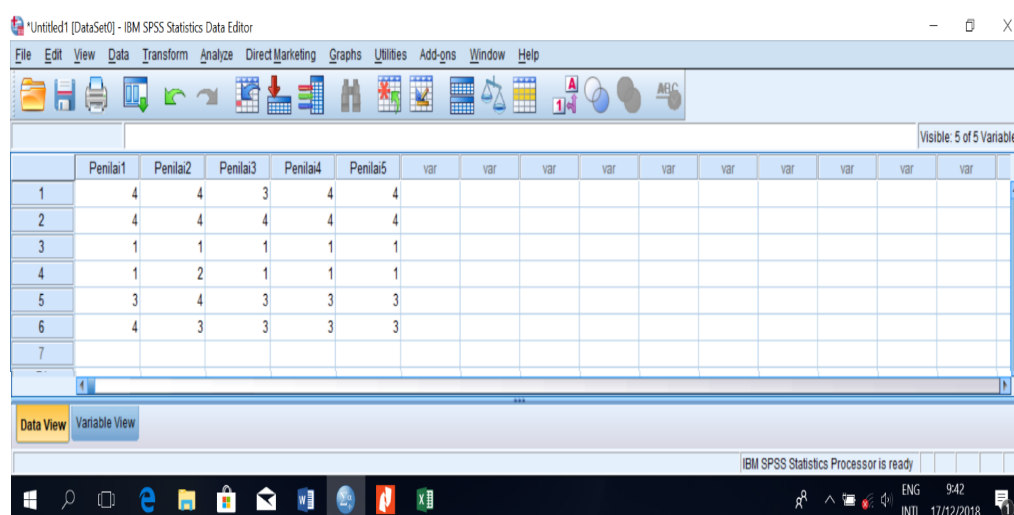 *Untitled1 [DataSet0] - IBM SPSS Statistics Data Editor
File Edit View Data Transform Analyze Direct Marketing Graphs Utilities Add-ons Window Help
Visible: 5 of 5 Variable
Penilai1 Penilai2 Penilai3 Penilai4 Penilai5 var var var var var var var var var
1 4 4 3 4 4
2 4 4 4 4 4
3 1 1 1 1 1
4 1 2 1 1 1
5 3 4 3 3 3
6 4 3 3 3 3
7
Data View Variable View
IBM SPSS Statistics Processor is ready
ENG 9:42
INTL 17/12/2018